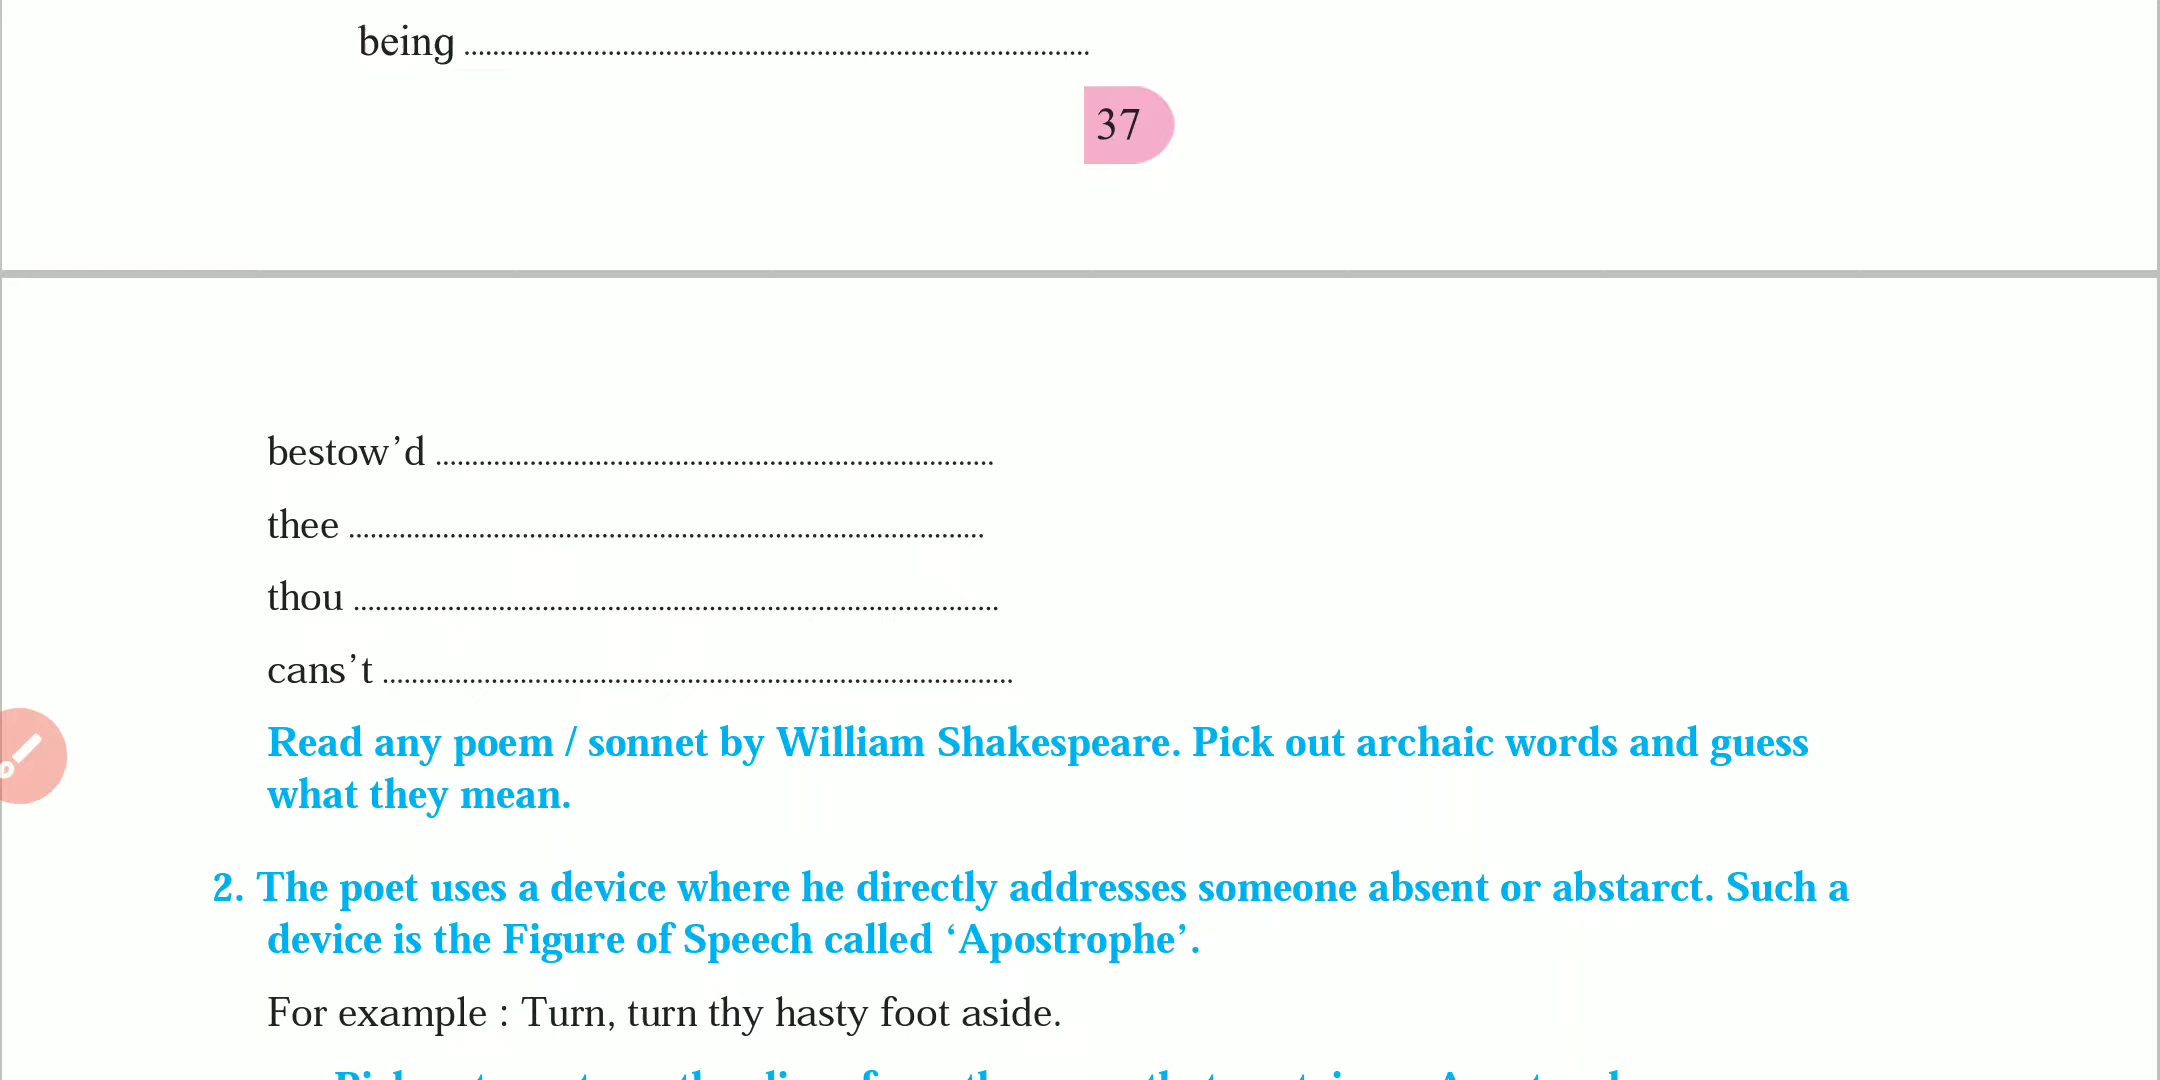 being ........................................................................................
37
bestow’d ..............................................................................
thee ........................................................................................
thou .........................................................................................
cans’t .......................................................................................
Read any poem / sonnet by William Shakespeare. Pick out archaic words and guess
what they mean.
2. The poet uses a device where he directly addresses someone absent or abstarct. Such a
device is the Figure of Speech called ‘Apostrophe’.
For example : Turn, turn thy hasty foot aside.